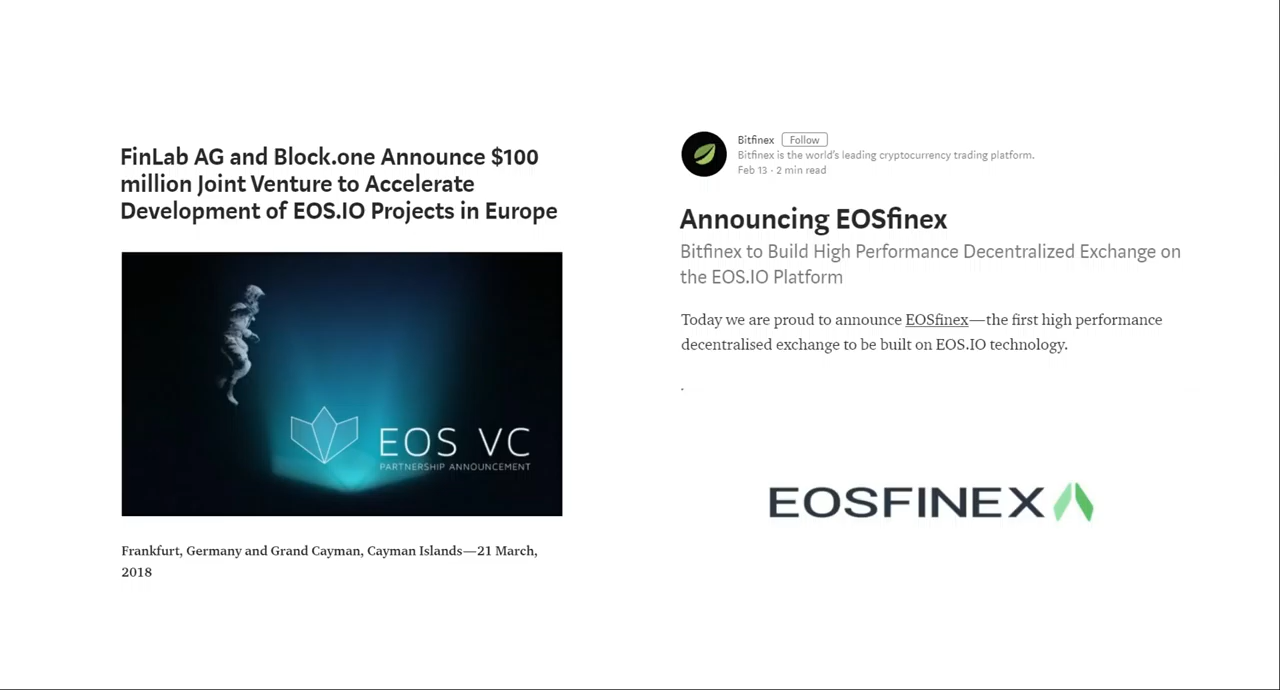 FinLab AG and Block.one Announce $100
million Joint Venture to Accelerate
Development of EOS.IO Projects in Europe
EOS VC
PARTNERSHIP ANNOUNCEMENT
Frankfurt, Germany and Grand Cayman, Cayman Islands—21 March,
2018
Bitfinex Follow
Bitfinex is the world's leading cryptocurrency trading platform.
Feb 13 · 2 min read
Announcing EOSfinex
Bitfinex to Build High Performance Decentralized Exchange on
the EOS.IO Platform
Today we are proud to announce EOSfinex—the first high performance
decentralised exchange to be built on EOS.IO technology.
EOSFINEX